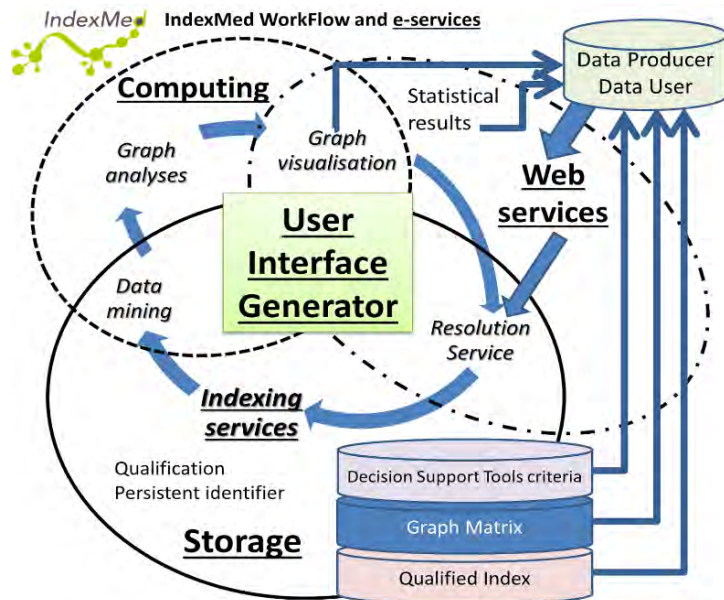 IndexMed
IndexMed WorkFlow and e-services
Data Producer
Data User
Computing
Statistical
results
Graph
visualisation
Graph
analyses
Web
services
User
Interface
Generator
Data
mining
Resolution
Service
Indexing
services
Qualification
Persistent identifier
Storage
Decision Support Tools criteria
Graph Matrix
Qualified Index